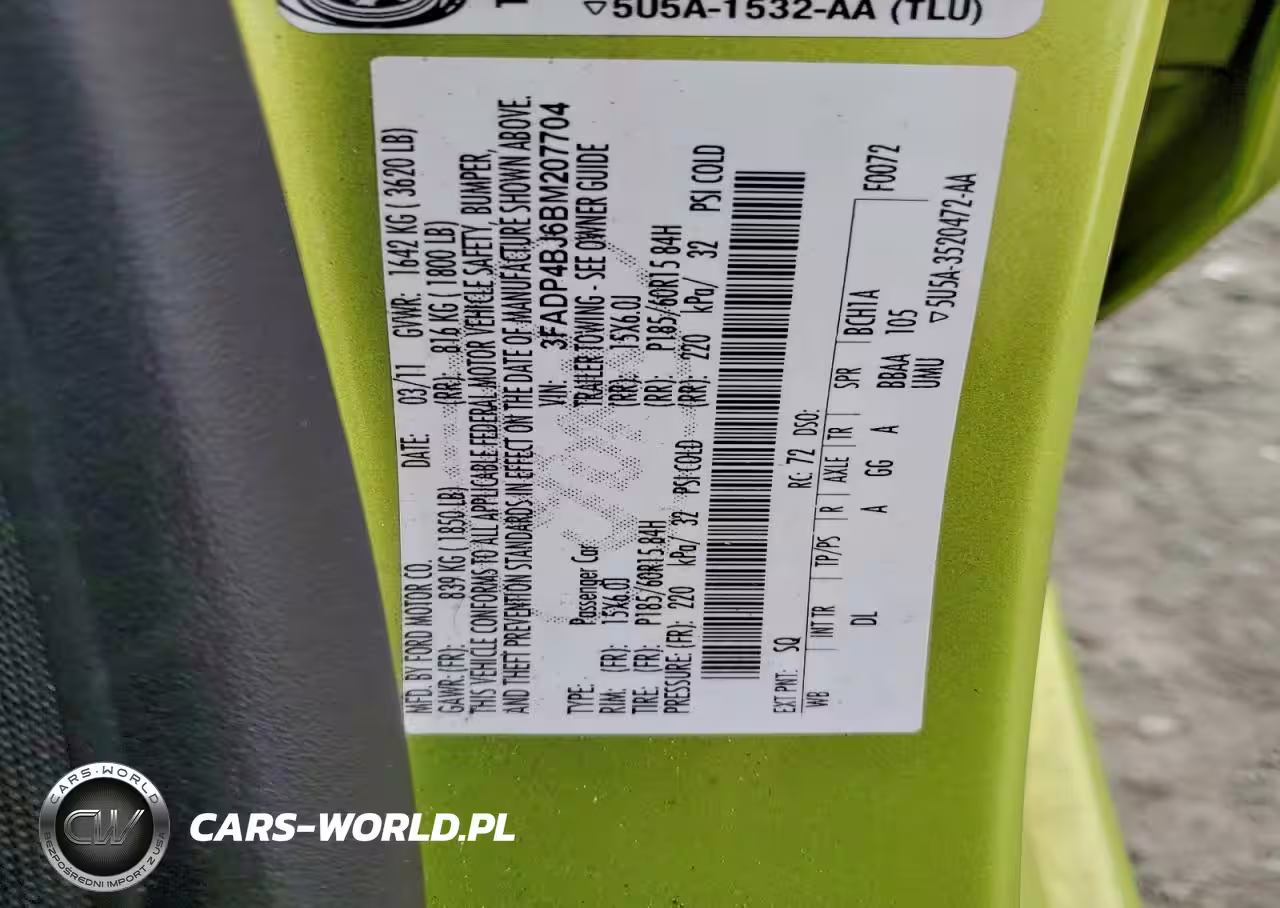 ▽5U5A-1532-AA (TLU)
MFD. BY FORD MOTOR CO. DATE: 03/11 GVWR: 1642 KG ( 3620 LB)
GAWR: (FR): 839 KG ( 1850 LB) (RR): 816 KG ( 1800 LB)
THIS VEHICLE CONFORMS TO ALL APPLICABLE FEDERAL MOTOR VEHICLE SAFETY, BUMPER,
AND THEFT PREVENTION STANDARDS IN EFFECT ON THE DATE OF MANUFACTURE SHOWN ABOVE.
VIN: 3FADP4BJ6BM207704
TYPE: Passenger Car TRAILER TOWING - SEE OWNER GUIDE
RIM: (FR): 15X6.0J (RR): 15X6.0J
TIRE: (FR): P185/60R15 84H (RR): P185/60R15 84H
PRESSURE: (FR): 220 kPa/ 32 PSI COLD (RR): 220 kPa/ 32 PSI COLD
EXT PNT: SQ RC: 72 DSO: F0072
WB INT TR TP/PS R AXLE TR SPR BCH1A
DL A GG A BBAA 105
UMU
▽5U5A-3520472-AA
CARS-WORLD
CW
BEZPOŚREDNI IMPORT Z USA
CARS-WORLD.PL